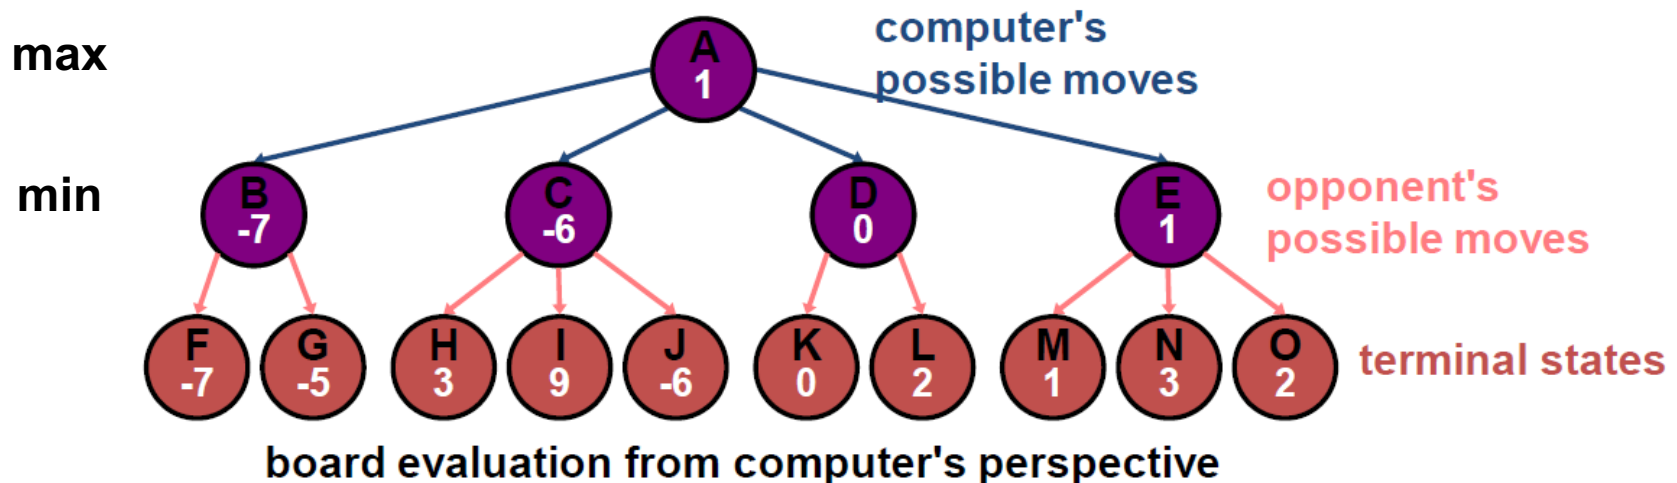 max
A
1
computer's
possible moves
min
B
-7
C
-6
D
0
E
1
opponent's
possible moves
F
-7
G
-5
H
3
I
9
J
-6
K
0
L
2
M
1
N
3
O
2
terminal states
board evaluation from computer's perspective